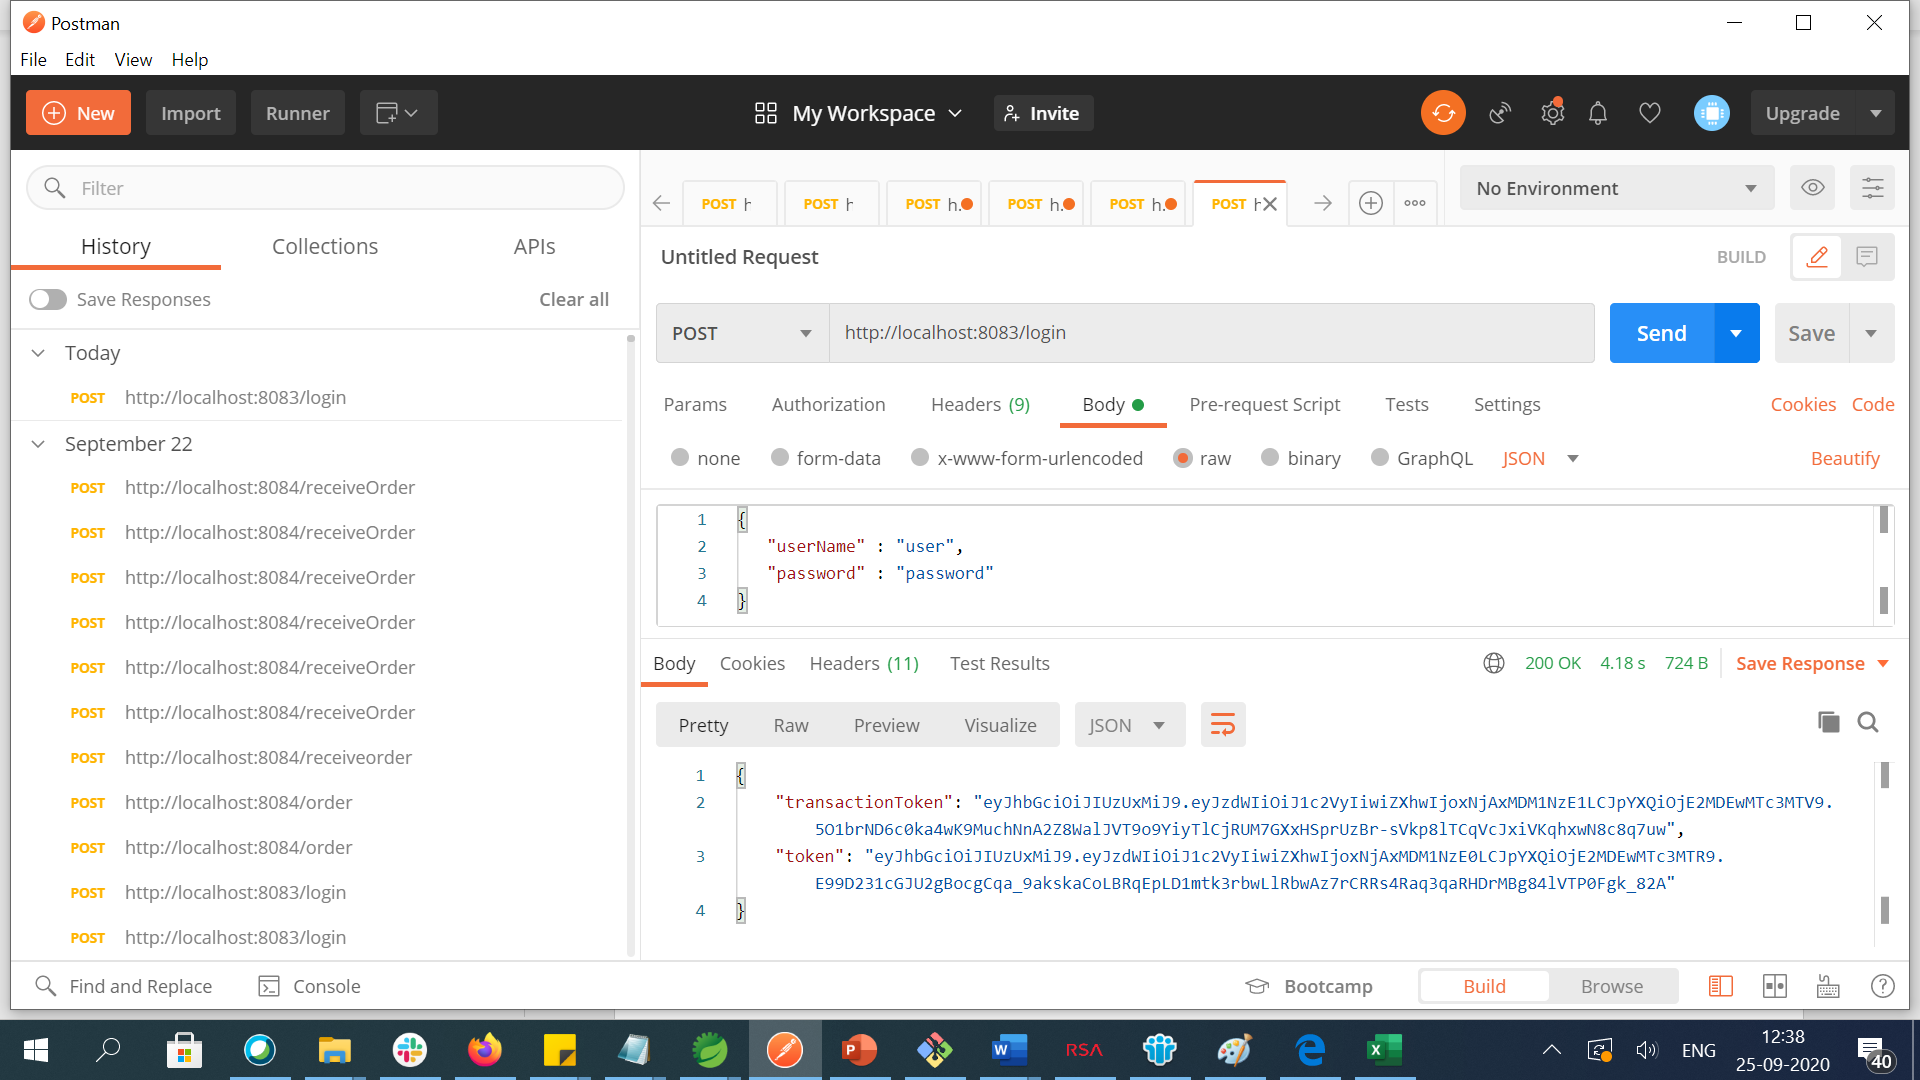 Postman
File Edit View Help
New Import Runner My Workspace Invite Upgrade
Filter
History Collections APIs
Save Responses Clear all
Today
POST http://localhost:8083/login
September 22
POST http://localhost:8084/receiveOrder
POST http://localhost:8084/receiveOrder
POST http://localhost:8084/receiveOrder
POST http://localhost:8084/receiveOrder
POST http://localhost:8084/receiveOrder
POST http://localhost:8084/receiveOrder
POST http://localhost:8084/receiveorder
POST http://localhost:8084/order
POST http://localhost:8084/order
POST http://localhost:8083/login
POST http://localhost:8083/login
POST h POST h POST h. POST h. POST h. POST h
No Environment
Untitled Request BUILD
POST http://localhost:8083/login Send Save
Params Authorization Headers (9) Body Pre-request Script Tests Settings Cookies Code
none form-data x-www-form-urlencoded raw binary GraphQL JSON Beautify
1 {
2 "userName" : "user",
3 "password" : "password"
4 }
Body Cookies Headers (11) Test Results 200 OK 4.18 s 724 B Save Response
Pretty Raw Preview Visualize JSON
1 {
2 "transactionToken": "eyJhbGciOiJIUzUxMiJ9.eyJzdWIiOiJ1c2VyIiwiZXhwIjoxNjAxMDM1NzE1LCJpYXQiOjE2MDEwMTc3MTV9.
5O1brND6c0ka4wK9MuchNnA2Z8WalJVT9o9YiyTlCjRUM7GXxHSprUzBr-sVkp8lTCqVcJxiVKqhxwN8c8q7uw",
3 "token": "eyJhbGciOiJIUzUxMiJ9.eyJzdWIiOiJ1c2VyIiwiZXhwIjoxNjAxMDM1NzE0LCJpYXQiOjE2MDEwMTc3MTR9.
E99D231cGJU2gBocgCqa_9akskaCoLBRqEpLD1mtk3rbwLlRbwAz7rCRRs4Raq3qaRHDrMBg84lVTP0Fgk_82A"
4 }
Find and Replace Console Bootcamp Build Browse
RSA ENG 12:38
25-09-2020
40